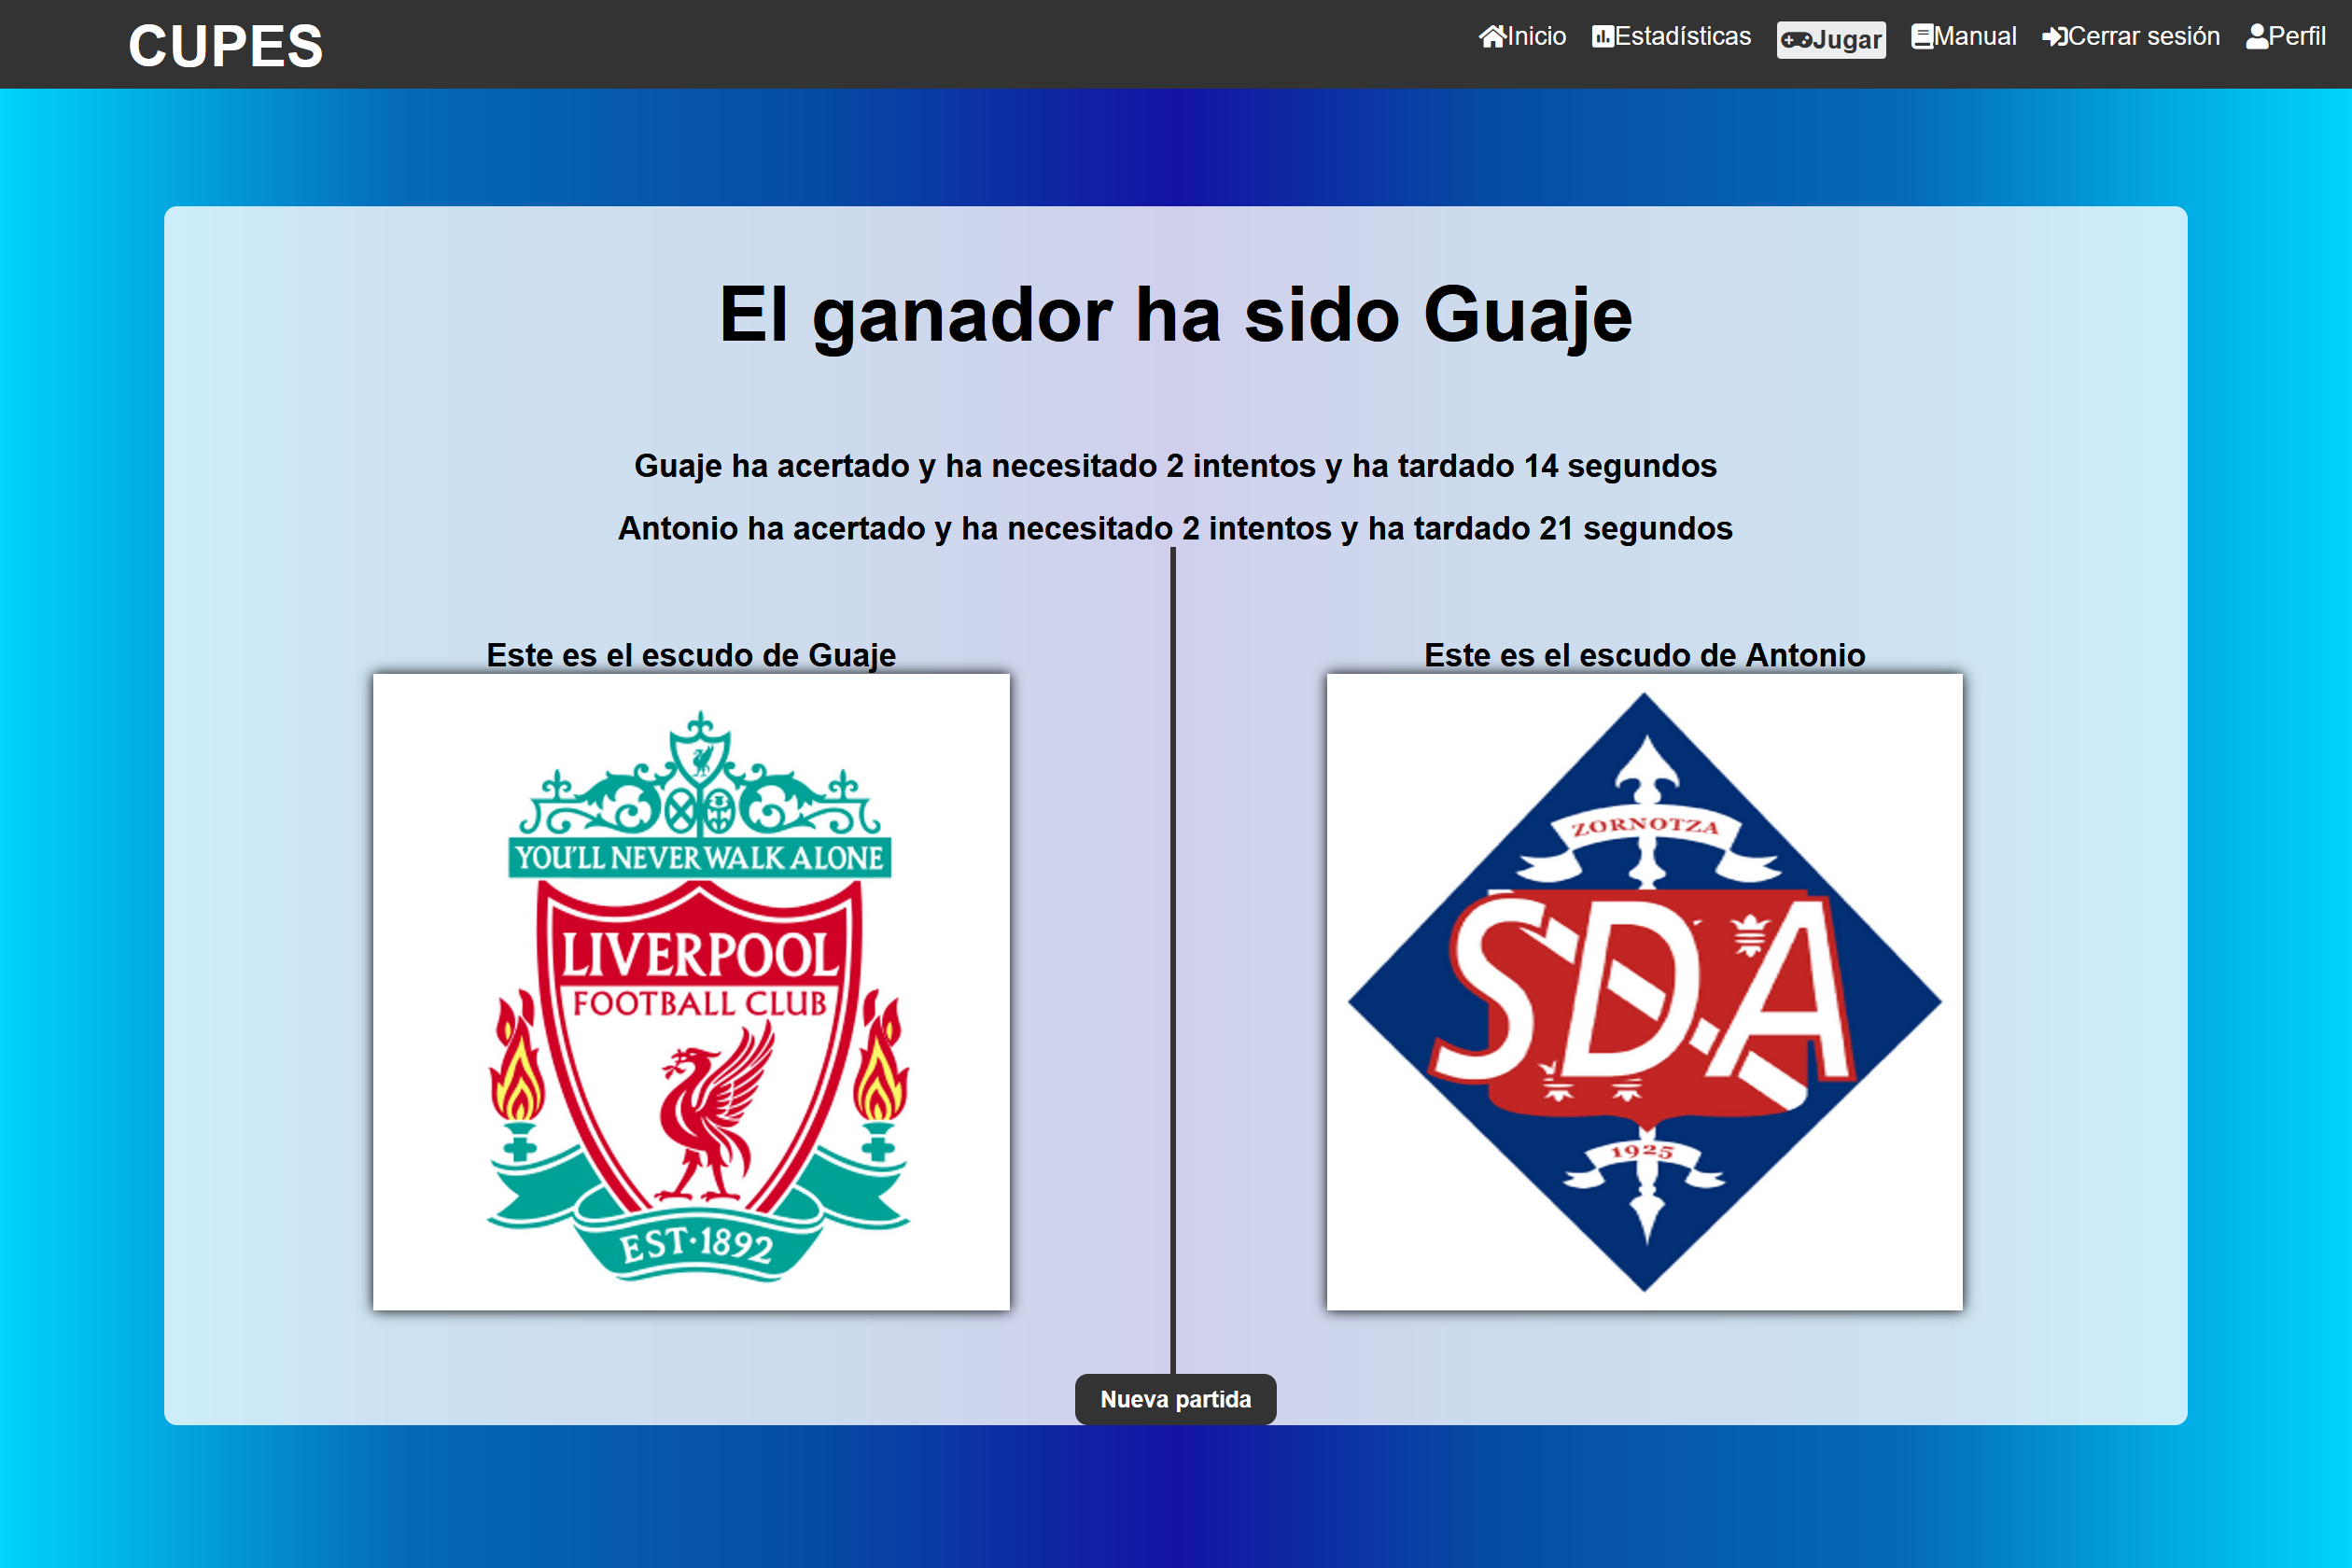 CUPES
Inicio
Estadísticas
Jugar
Manual
Cerrar sesión
Perfil
El ganador ha sido Guaje
Guaje ha acertado y ha necesitado 2 intentos y ha tardado 14 segundos
Antonio ha acertado y ha necesitado 2 intentos y ha tardado 21 segundos
Este es el escudo de Guaje
YOU'LL NEVER WALK ALONE
LIVERPOOL
FOOTBALL CLUB
EST·1892
Este es el escudo de Antonio
ZORNOTZA
SDA
1925
Nueva partida